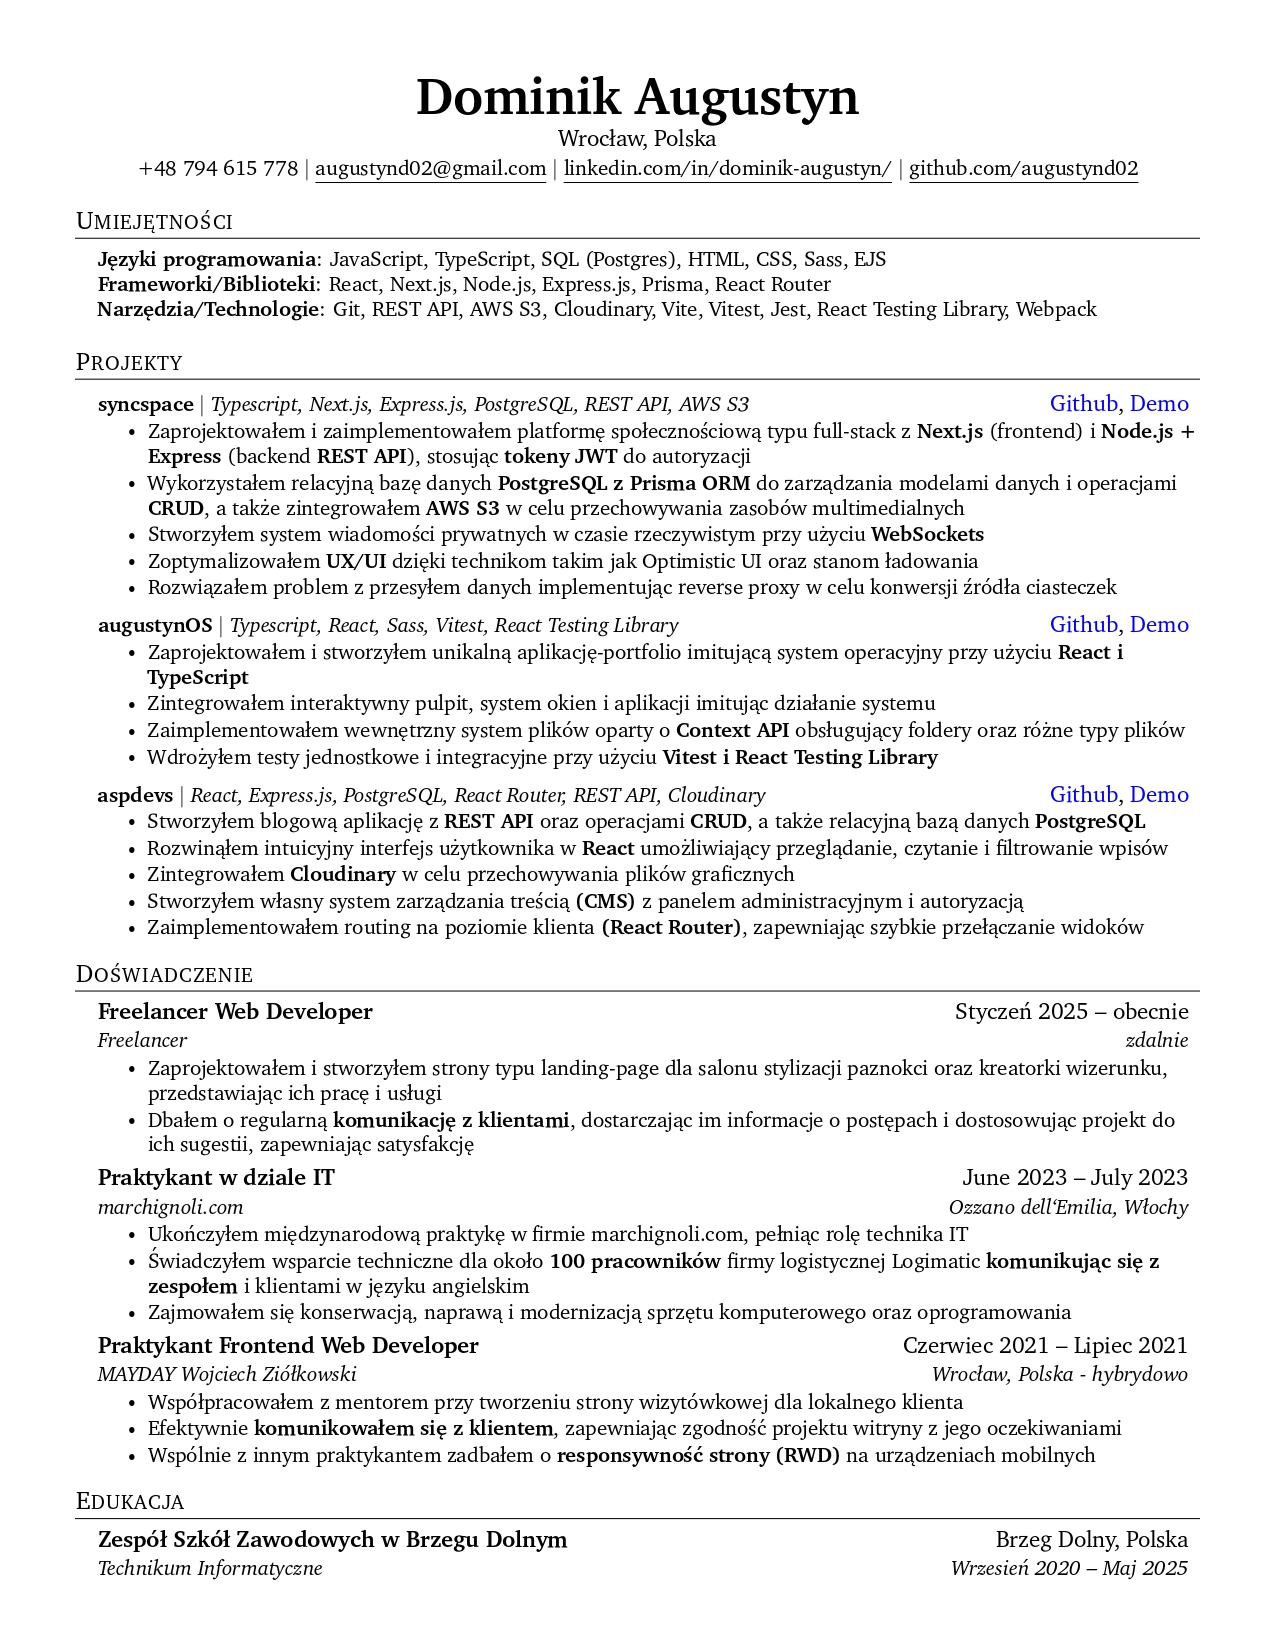 Dominik Augustyn
Wrocław, Polska
+48 794 615 778 | augustynd02@gmail.com | linkedin.com/in/dominik-augustyn/ | github.com/augustynd02
Umiejętności
Języki programowania: JavaScript, TypeScript, SQL (Postgres), HTML, CSS, Sass, EJS
Frameworki/Biblioteki: React, Next.js, Node.js, Express.js, Prisma, React Router
Narzędzia/Technologie: Git, REST API, AWS S3, Cloudinary, Vite, Vitest, Jest, React Testing Library, Webpack
Projekty
syncspace | Typescript, Next.js, Express.js, PostgreSQL, REST API, AWS S3 Github, Demo
• Zaprojektowałem i zaimplementowałem platformę społecznościową typu full-stack z Next.js (frontend) i Node.js +
Express (backend REST API), stosując tokeny JWT do autoryzacji
• Wykorzystałem relacyjną bazę danych PostgreSQL z Prisma ORM do zarządzania modelami danych i operacjami
CRUD, a także zintegrowałem AWS S3 w celu przechowywania zasobów multimedialnych
• Stworzyłem system wiadomości prywatnych w czasie rzeczywistym przy użyciu WebSockets
• Zoptymalizowałem UX/UI dzięki technikom takim jak Optimistic UI oraz stanom ładowania
• Rozwiązałem problem z przesyłem danych implementując reverse proxy w celu konwersji źródła ciasteczek
augustynOS | Typescript, React, Sass, Vitest, React Testing Library Github, Demo
• Zaprojektowałem i stworzyłem unikalną aplikację-portfolio imitującą system operacyjny przy użyciu React i
TypeScript
• Zintegrowałem interaktywny pulpit, system okien i aplikacji imitując działanie systemu
• Zaimplementowałem wewnętrzny system plików oparty o Context API obsługujący foldery oraz różne typy plików
• Wdrożyłem testy jednostkowe i integracyjne przy użyciu Vitest i React Testing Library
aspdevs | React, Express.js, PostgreSQL, React Router, REST API, Cloudinary Github, Demo
• Stworzyłem blogową aplikację z REST API oraz operacjami CRUD, a także relacyjną bazą danych PostgreSQL
• Rozwinąłem intuicyjny interfejs użytkownika w React umożliwiający przeglądanie, czytanie i filtrowanie wpisów
• Zintegrowałem Cloudinary w celu przechowywania plików graficznych
• Stworzyłem własny system zarządzania treścią (CMS) z panelem administracyjnym i autoryzacją
• Zaimplementowałem routing na poziomie klienta (React Router), zapewniając szybkie przełączanie widoków
Doświadczenie
Freelancer Web Developer Styczeń 2025 – obecnie
Freelancer zdalnie
• Zaprojektowałem i stworzyłem strony typu landing-page dla salonu stylizacji paznokci oraz kreatorki wizerunku,
przedstawiając ich pracę i usługi
• Dbałem o regularną komunikację z klientami, dostarczając im informacje o postępach i dostosowując projekt do
ich sugestii, zapewniając satysfakcję
Praktykant w dziale IT June 2023 – July 2023
marchignoli.com Ozzano dell‘Emilia, Włochy
• Ukończyłem międzynarodową praktykę w firmie marchignoli.com, pełniąc rolę technika IT
• Świadczyłem wsparcie techniczne dla około 100 pracowników firmy logistycznej Logimatic komunikując się z
zespołem i klientami w języku angielskim
• Zajmowałem się konserwacją, naprawą i modernizacją sprzętu komputerowego oraz oprogramowania
Praktykant Frontend Web Developer Czerwiec 2021 – Lipiec 2021
MAYDAY Wojciech Ziółkowski Wrocław, Polska - hybrydowo
• Współpracowałem z mentorem przy tworzeniu strony wizytówkowej dla lokalnego klienta
• Efektywnie komunikowałem się z klientem, zapewniając zgodność projektu witryny z jego oczekiwaniami
• Wspólnie z innym praktykantem zadbałem o responsywność strony (RWD) na urządzeniach mobilnych
Edukacja
Zespół Szkół Zawodowych w Brzegu Dolnym Brzeg Dolny, Polska
Technikum Informatyczne Wrzesień 2020 – Maj 2025